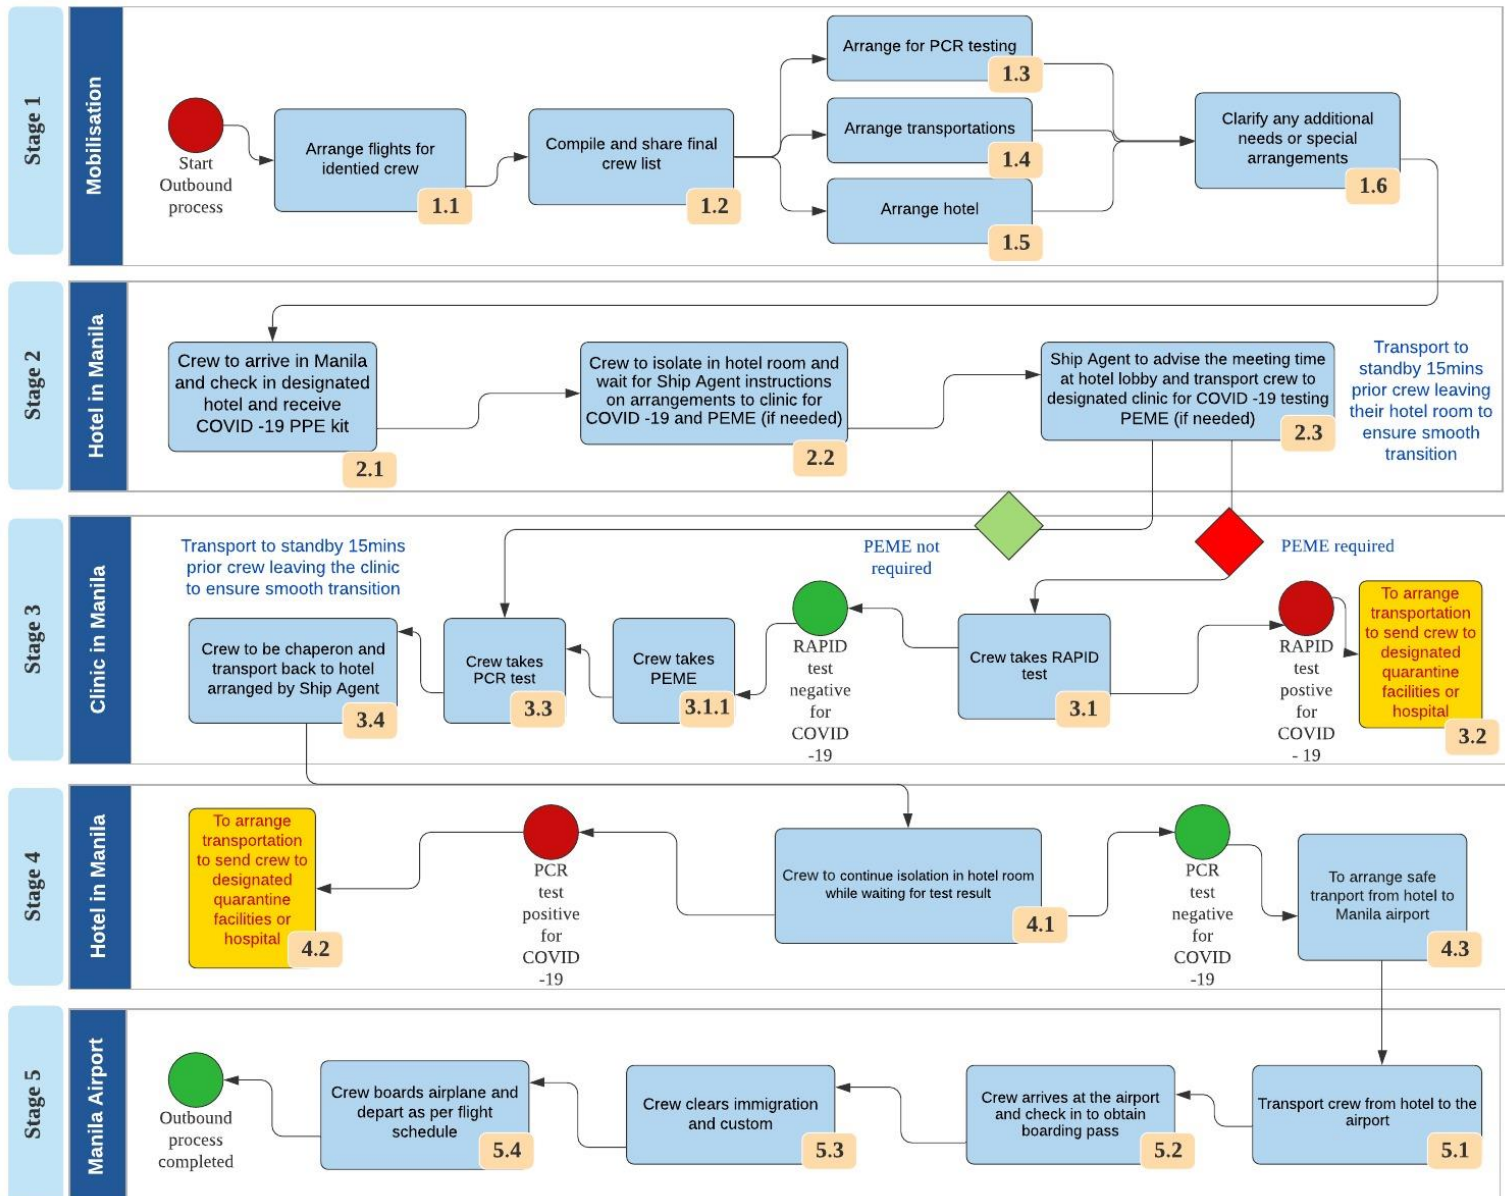 Stage 1
Mobilisation
Start
Outbound
process
Arrange flights for
identied crew
1.1
Compile and share final
crew list
1.2
Arrange for PCR testing
1.3
Arrange transportations
1.4
Arrange hotel
1.5
Clarify any additional
needs or special
arrangements
1.6
Stage 2
Hotel in Manila
Crew to arrive in Manila
and check in designated
hotel and receive
COVID -19 PPE kit
2.1
Crew to isolate in hotel room and
wait for Ship Agent instructions
on arrangements to clinic for
COVID -19 and PEME (if needed)
2.2
Ship Agent to advise the meeting time
at hotel lobby and transport crew to
designated clinic for COVID -19 testing
PEME (if needed)
2.3
Transport to
standby 15mins
prior crew leaving
their hotel room to
ensure smooth
transition
Stage 3
Clinic in Manila
Transport to standby 15mins
prior crew leaving the clinic
to ensure smooth transition
PEME not
required
PEME required
Crew to be chaperon and
transport back to hotel
arranged by Ship Agent
3.4
Crew takes
PCR test
3.3
Crew takes
PEME
3.1.1
RAPID
test
negative
for
COVID
-19
Crew takes RAPID
test
3.1
RAPID
test
postive
for
COVID
- 19
To arrange
transportation
to send crew to
designated
quarantine
facilities or
hospital
3.2
Stage 4
Hotel in Manila
To arrange
transportation
to send crew to
designated
quarantine
facilities or
hospital
4.2
PCR
test
positive
for
COVID
-19
Crew to continue isolation in hotel room
while waiting for test result
4.1
PCR
test
negative
for
COVID
-19
To arrange safe
tranport from hotel to
Manila airport
4.3
Stage 5
Manila Airport
Outbound
process
completed
Crew boards airplane and
depart as per flight
schedule
5.4
Crew clears immigration
and custom
5.3
Crew arrives at the airport
and check in to obtain
boarding pass
5.2
Transport crew from hotel to the
airport
5.1